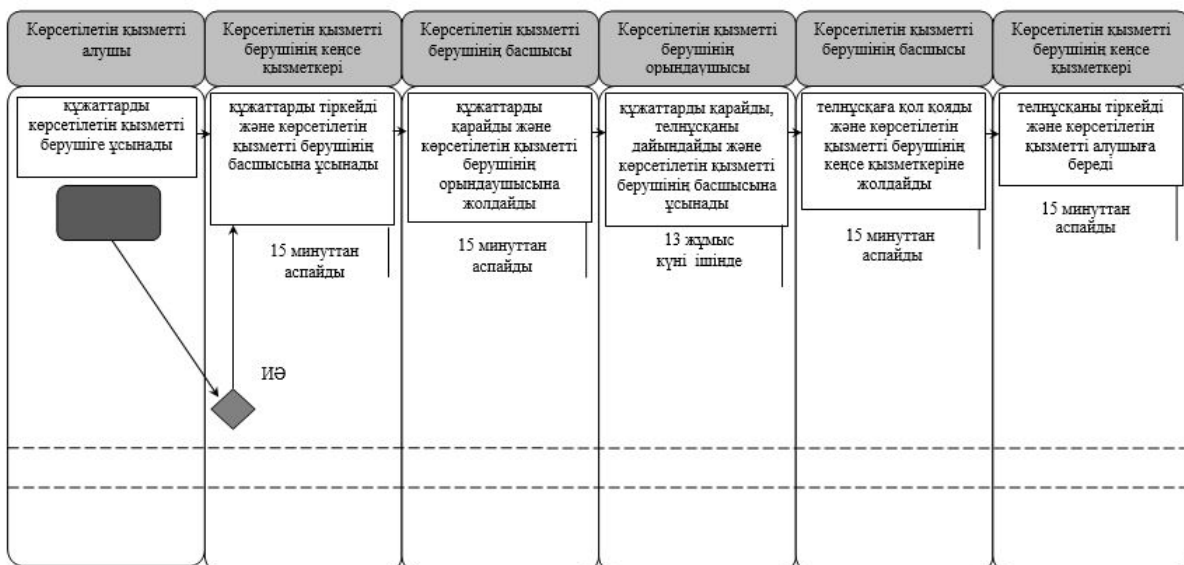 Көрсетілетін қызметті
алушы
Көрсетілетін қызметті
берушінің кеңсе
қызметкері
Көрсетілетін қызметті
берушінің басшысы
Көрсетілетін қызметті
берушінің
орындаушысы
Көрсетілетін қызметті
берушінің басшысы
Көрсетілетін қызметті
берушінің кеңсе
қызметкері
құжаттарды
көрсетілетін қызметті
берушіге ұсынады
құжаттарды тіркейді
және көрсетілетін
қызметті берушінің
басшысына ұсынады
15 минуттан
аспайды
құжаттарды
қарайды және
көрсетілетін қызметті
берушінің
орындаушысына
жолдайды
15 минуттан
аспайды
құжаттарды қарайды,
телнұсқаны
дайындайды және
көрсетілетін қызметті
берушінің басшысына
ұсынады
13 жұмыс
күні ішінде
телнұсқаға қол қояды
және көрсетілетін
қызметті берушінің
кеңсе қызметкеріне
жолдайды
15 минуттан
аспайды
телнұсқаны тіркейді
және көрсетілетін
қызметті алушыға
береді
15 минуттан
аспайды
ИӘ